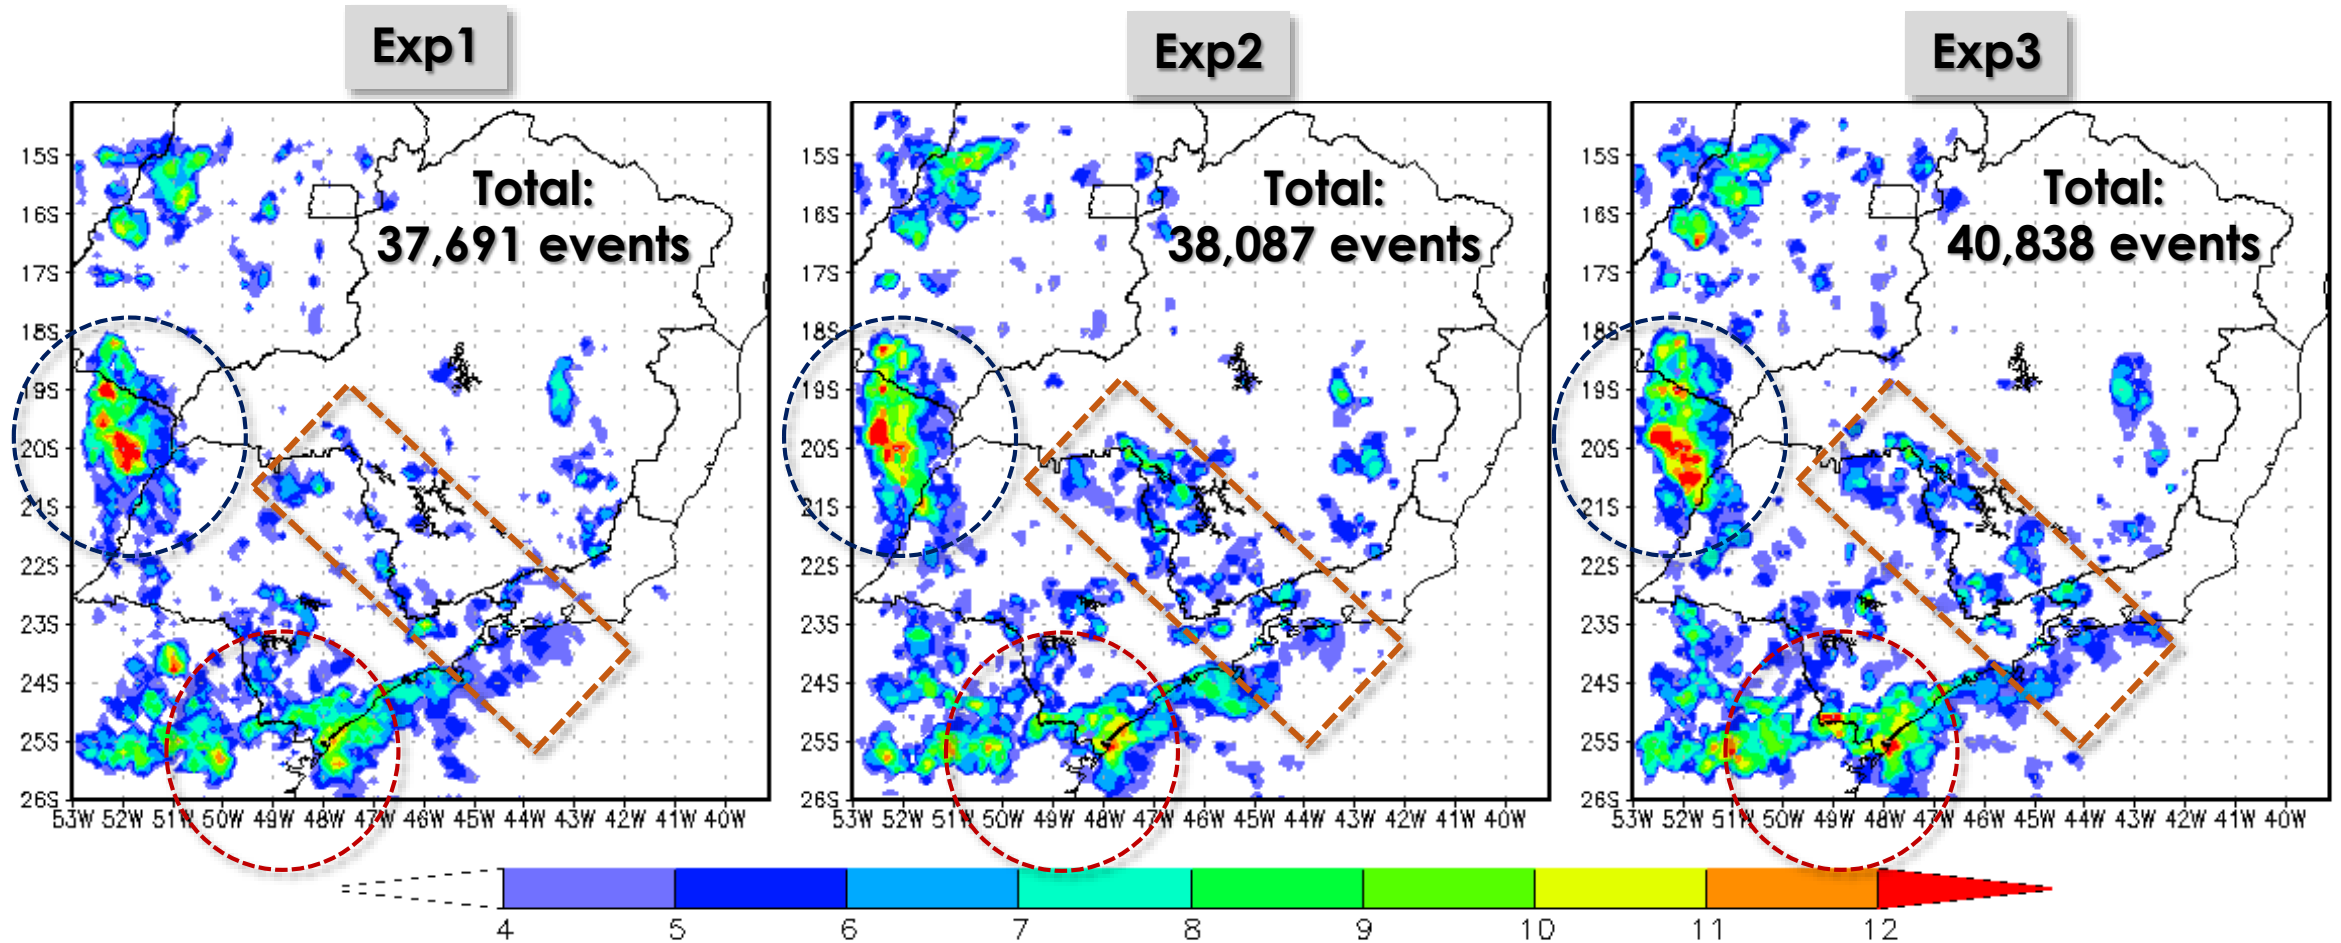 Exp1 Exp2 Exp3
Total: Total: Total:
37,691 events 38,087 events 40,838 events
15S 15S 15S
16S 16S 16S
17S 17S 17S
18S 18S 18S
19S 19S 19S
20S 20S 20S
21S 21S 21S
22S 22S 22S
23S 23S 23S
24S 24S 24S
25S 25S 25S
26S 26S 26S
53W 52W 51W 50W 49W 48W 47W 46W 45W 44W 43W 42W 41W 40W 53W 52W 51W 50W 49W 48W 47W 46W 45W 44W 43W 42W 41W 40W 53W 52W 51W 50W 49W 48W 47W 46W 45W 44W 43W 42W 41W 40W
4 5 6 7 8 9 10 11 12